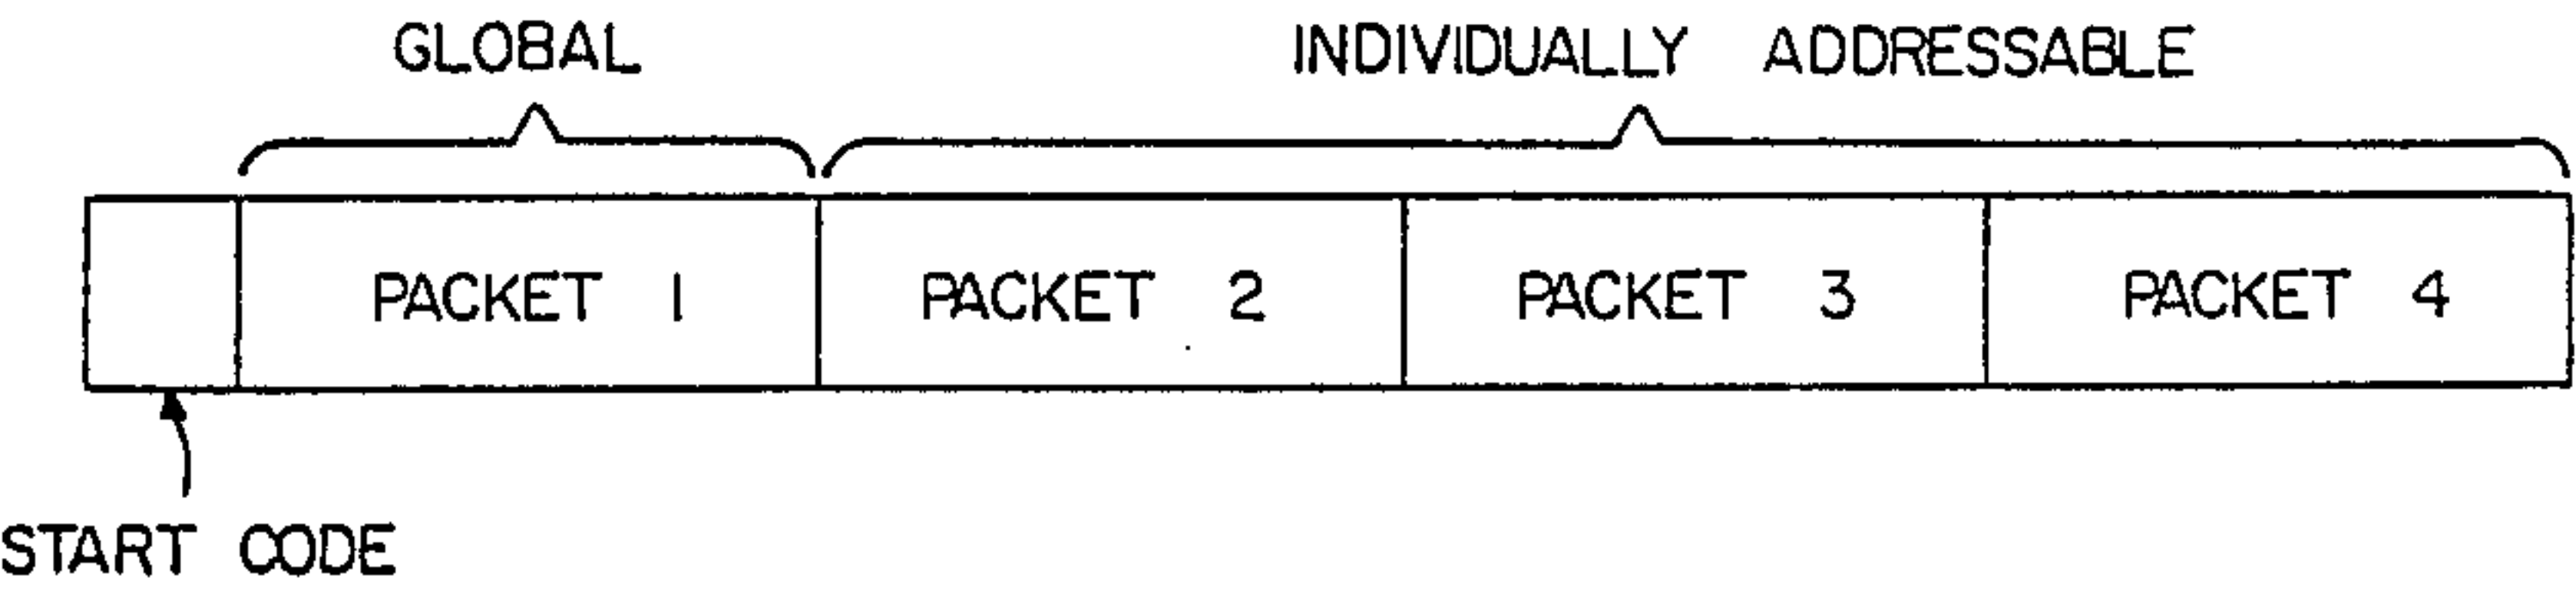 GLOBAL INDIVIDUALLY ADDRESSABLE
PACKET 1 PACKET 2 PACKET 3 PACKET 4
START CODE